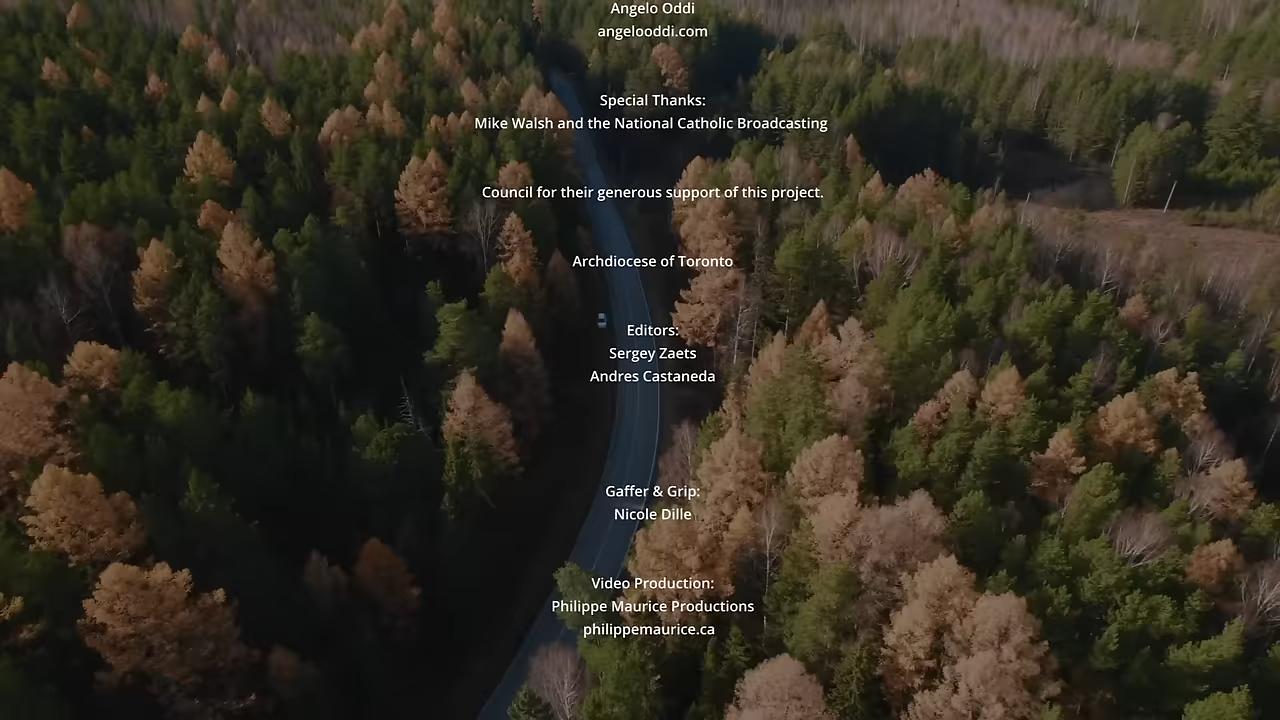 Angelo Oddi
angelooddi.com
Special Thanks:
Mike Walsh and the National Catholic Broadcasting
Council for their generous support of this project.
Archdiocese of Toronto
Editors:
Sergey Zaets
Andres Castaneda
Gaffer & Grip:
Nicole Dille
Video Production:
Philippe Maurice Productions
philippemaurice.ca